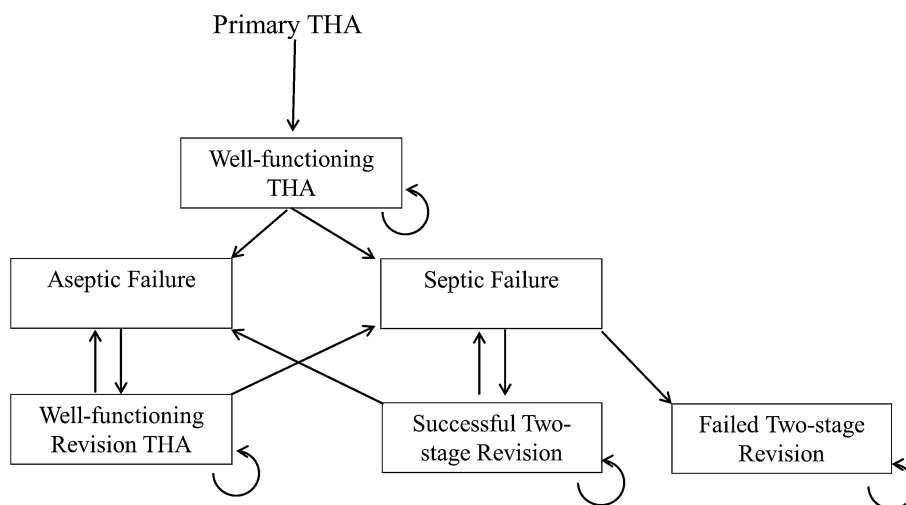 Primary THA
Well-functioning
THA
Aseptic Failure
Septic Failure
Well-functioning
Revision THA
Successful Two-
stage Revision
Failed Two-stage
Revision